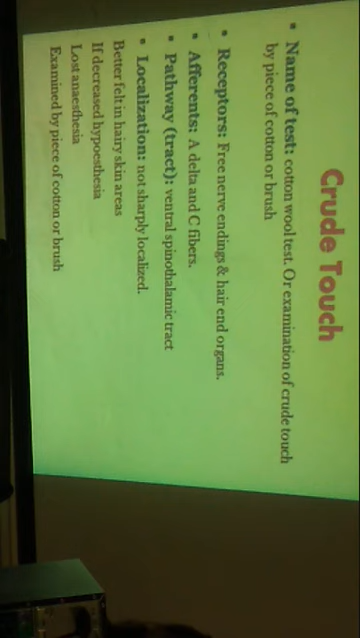 Crude Touch
• Name of test: cotton wool test. Or examination of crude touch
by piece of cotton or brush
• Receptors: Free nerve endings & hair end organs.
• Afferents: A delta and C fibers.
• Pathway (tract): ventral spinothalamic tract
• Localization: not sharply localized.
Better felt in hairy skin areas
If decreased hypoesthesia
Lost anaesthesia
Examined by piece of cotton or brush